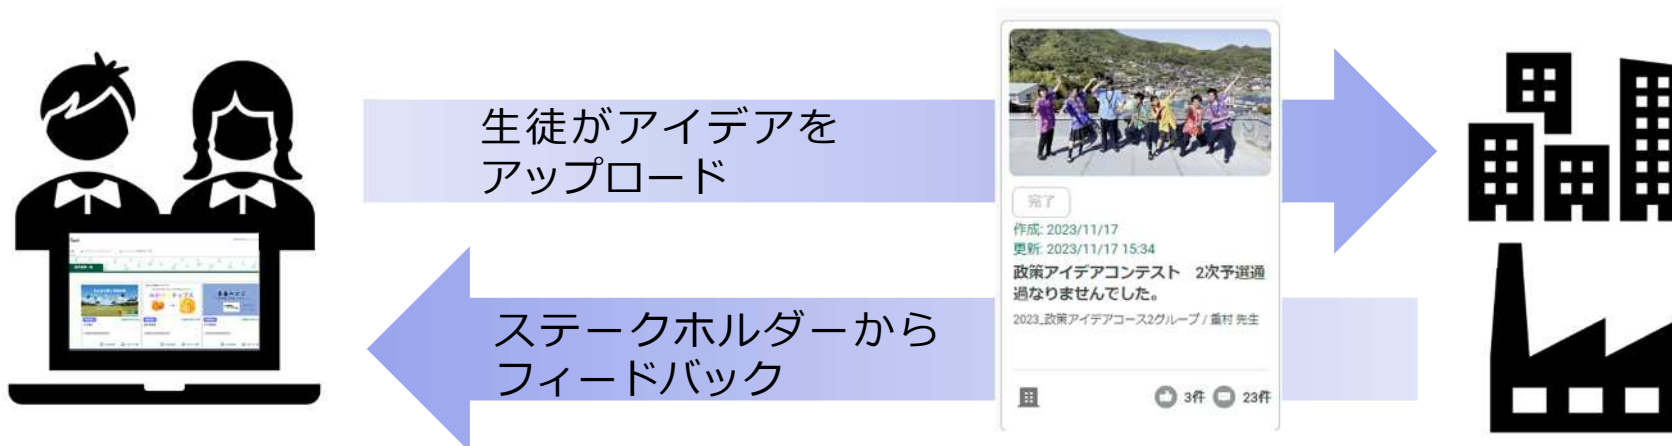 生徒がアイデアを
アップロード
ステークホルダーから
フィードバック
完了
作成: 2023/11/17
更新: 2023/11/17 15:34
政策アイデアコンテスト　2次予選通
過なりませんでした。
2023_政策アイデアコース2グループ / 重村 先生
3件 23件